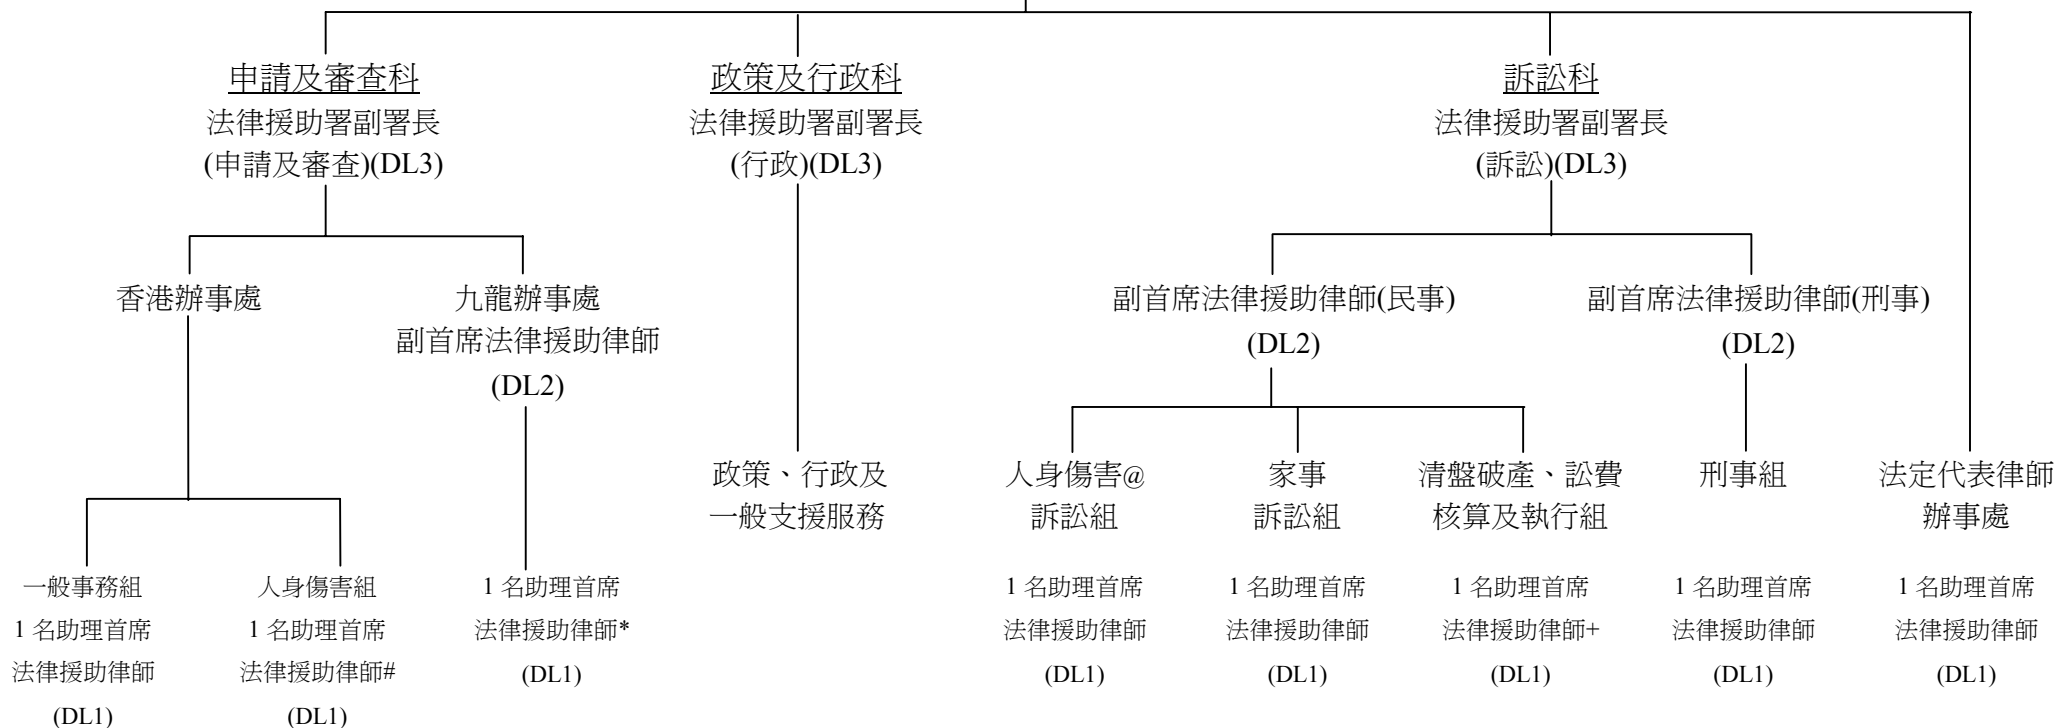 申請及審查科
法律援助署副署長
(申請及審查)(DL3)
政策及行政科
法律援助署副署長
(行政)(DL3)
訴訟科
法律援助署副署長
(訴訟)(DL3)
香港辦事處
九龍辦事處
副首席法律援助律師
(DL2)
副首席法律援助律師(民事)
(DL2)
副首席法律援助律師(刑事)
(DL2)
政策、行政及
一般支援服務
人身傷害@
訴訟組
家事
訴訟組
清盤破產、訟費
核算及執行組
刑事組
法定代表律師
辦事處
一般事務組
1 名助理首席
法律援助律師
(DL1)
人身傷害組
1 名助理首席
法律援助律師#
(DL1)
1 名助理首席
法律援助律師*
(DL1)
1 名助理首席
法律援助律師
(DL1)
1 名助理首席
法律援助律師
(DL1)
1 名助理首席
法律援助律師+
(DL1)
1 名助理首席
法律援助律師
(DL1)
1 名助理首席
法律援助律師
(DL1)